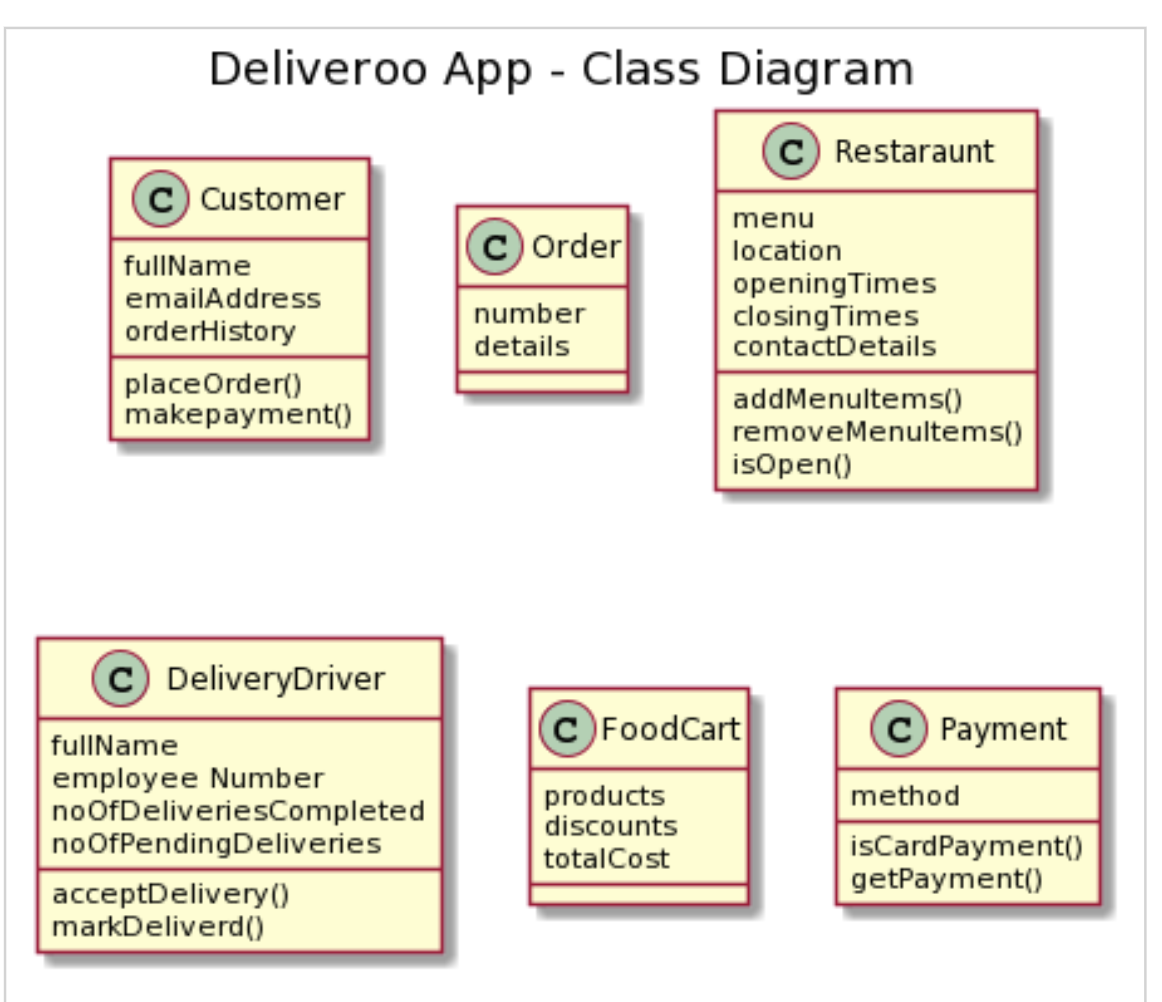 Deliveroo App - Class Diagram
C Customer
fullName
emailAddress
orderHistory
placeOrder()
makepayment()
C Order
number
details
C Restaraunt
menu
location
openingTimes
closingTimes
contactDetails
addMenuItems()
removeMenuItems()
isOpen()
C DeliveryDriver
fullName
employee Number
noOfDeliveriesCompleted
noOfPendingDeliveries
acceptDelivery()
markDeliverd()
C FoodCart
products
discounts
totalCost
C Payment
method
isCardPayment()
getPayment()